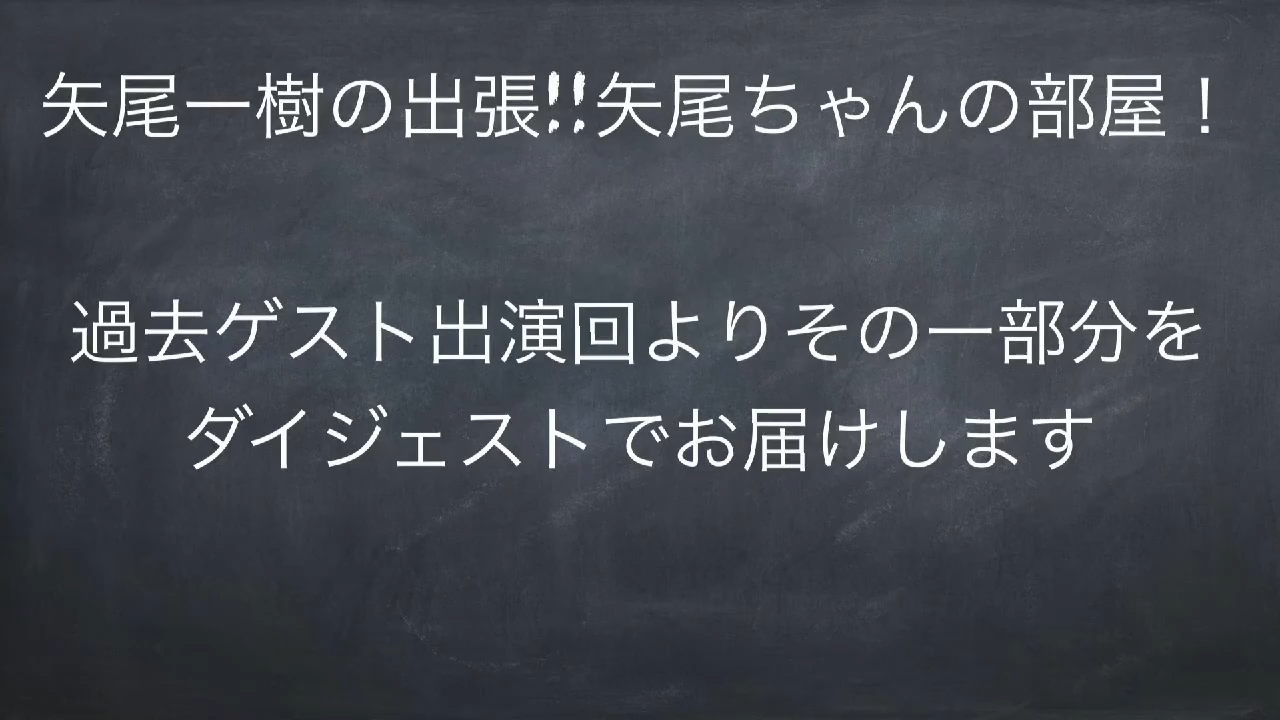 矢尾一樹の出張!!矢尾ちゃんの部屋！
過去ゲスト出演回よりその一部分を
ダイジェストでお届けします